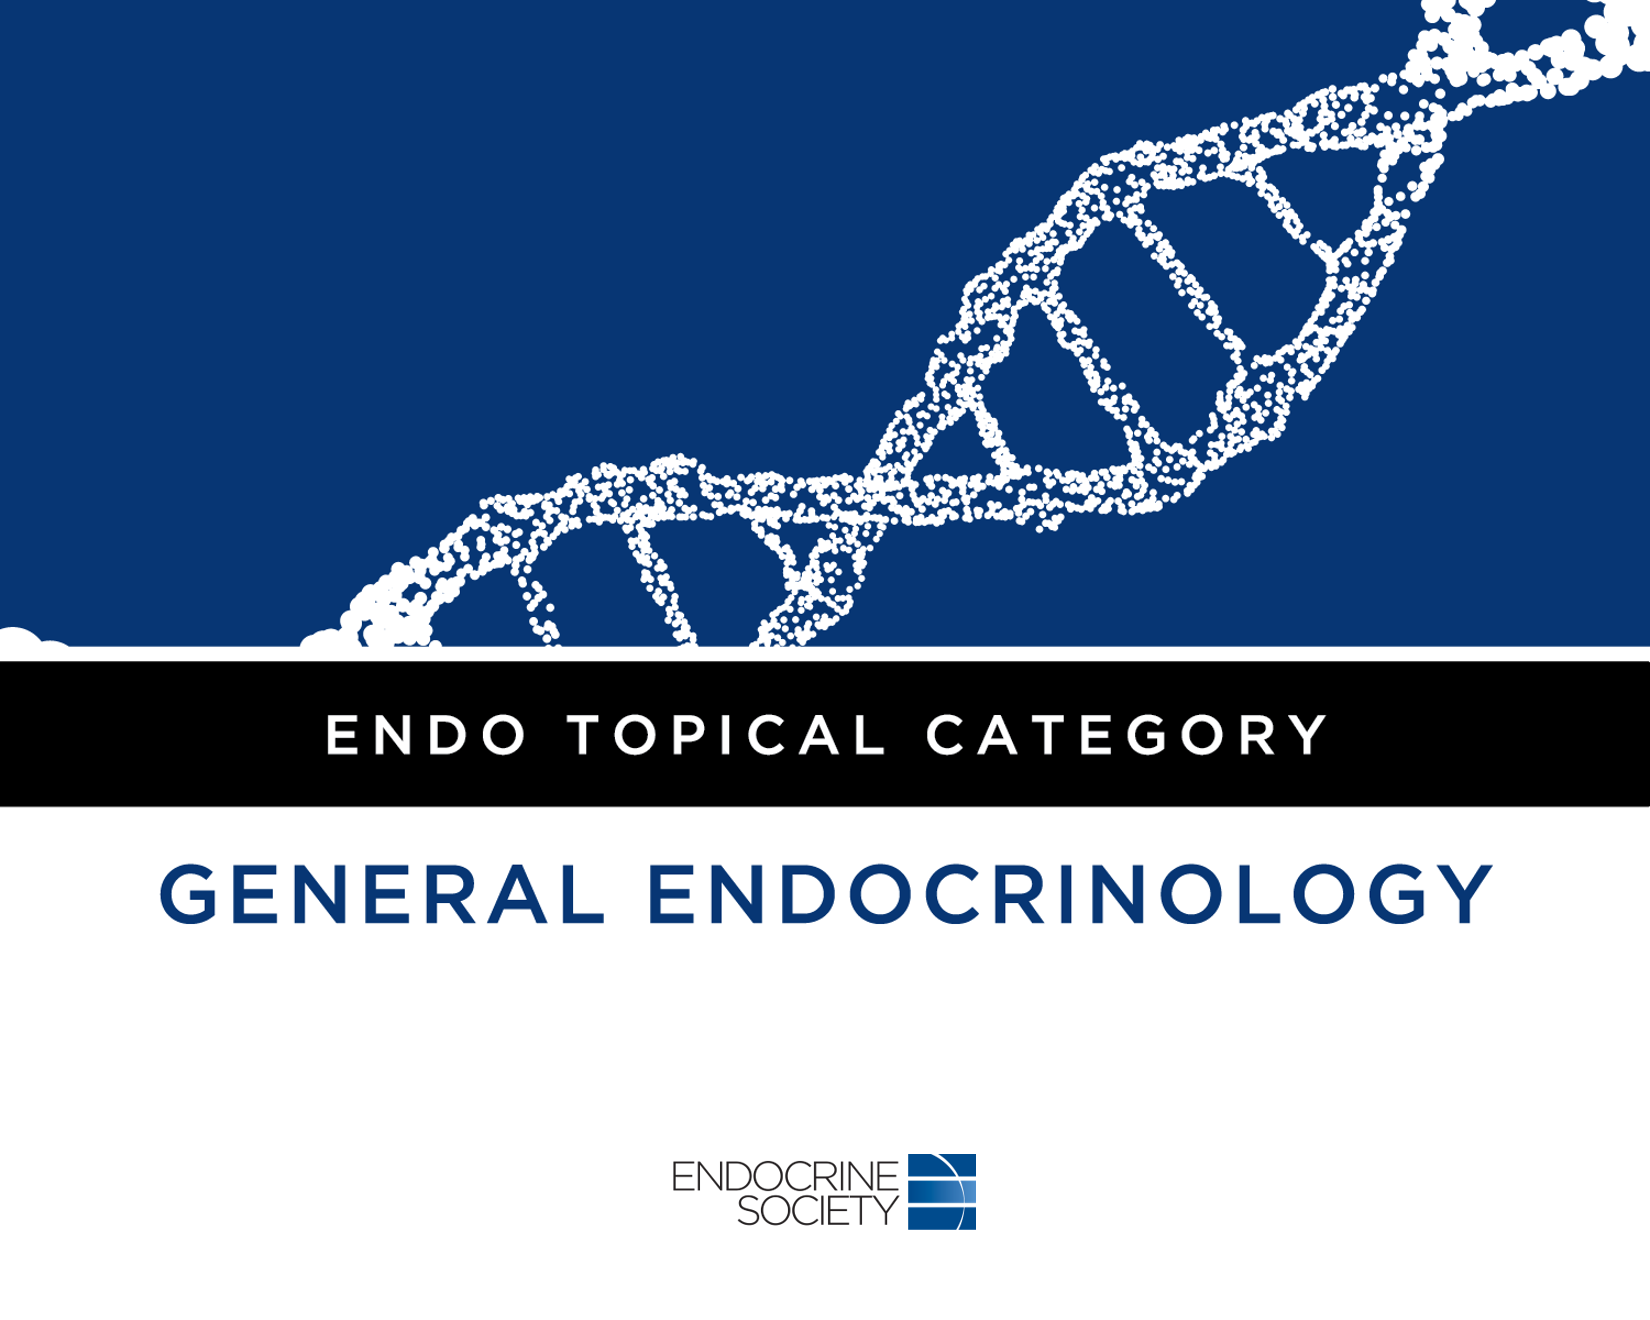 ENDO TOPICAL CATEGORY
GENERAL ENDOCRINOLOGY
ENDOCRINE
SOCIETY